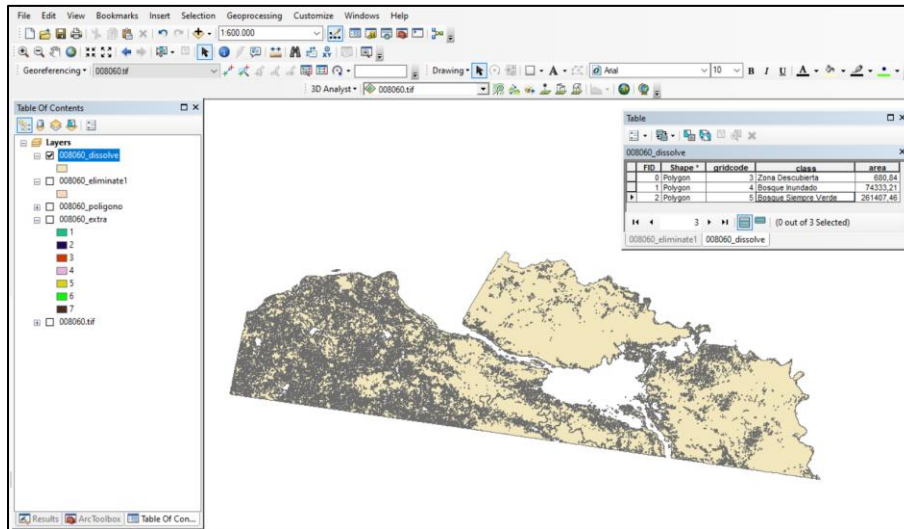 File Edit View Bookmarks Insert Selection Geoprocessing Customize Windows Help
1:600.000
Georeferencing 008060.tif Drawing A Arial 10 B I U A
3D Analyst 008060.tif
Table Of Contents
Layers
008060_dissolve
008060_eliminate1
008060_poligono
008060_extra
1
2
3
4
5
6
7
008060.tif
Results ArcToolbox Table Of Con...
Table
008060_dissolve
FID Shape * gridcode class area
0 Polygon 3 Zona Descubierta 680,84
1 Polygon 4 Bosque Inundado 74333,21
2 Polygon 5 Bosque Siempre Verde 261407,46
3 (0 out of 3 Selected)
008060_eliminate1 008060_dissolve